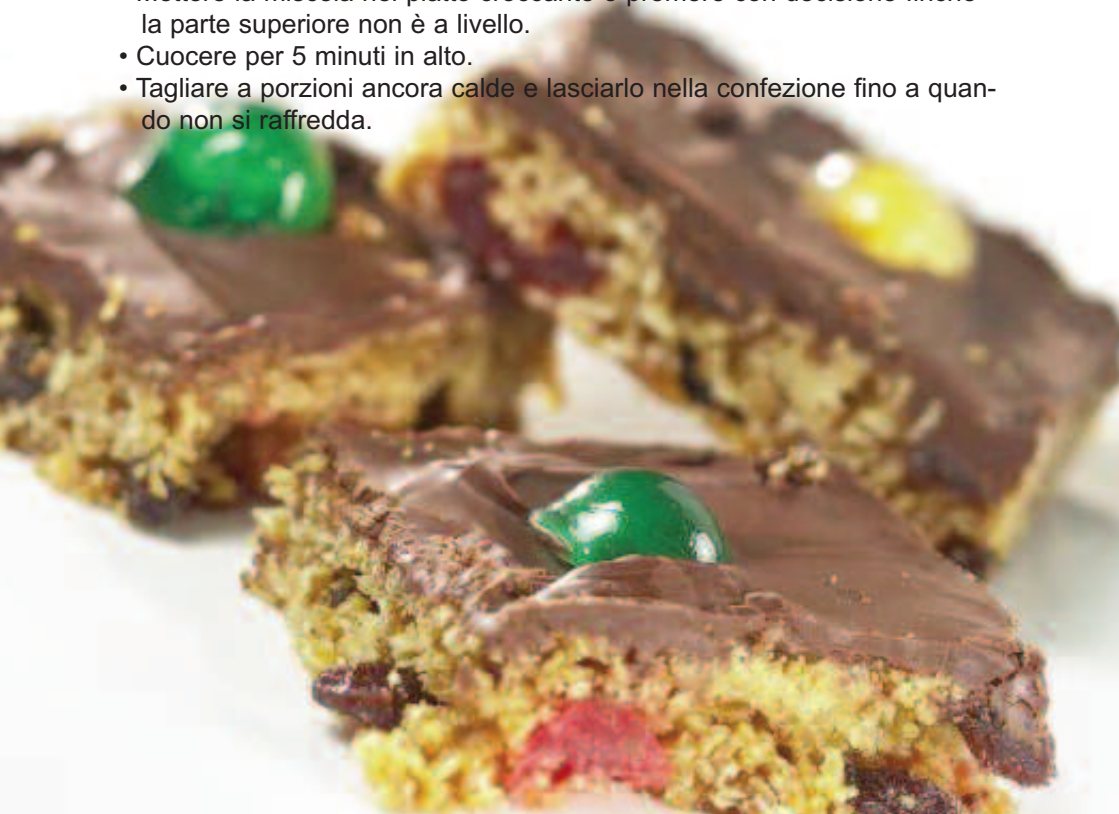 la parte superiore non è a livello.
• Cuocere per 5 minuti in alto.
• Tagliare a porzioni ancora calde e lasciarlo nella confezione fino a quan-
do non si raffredda.